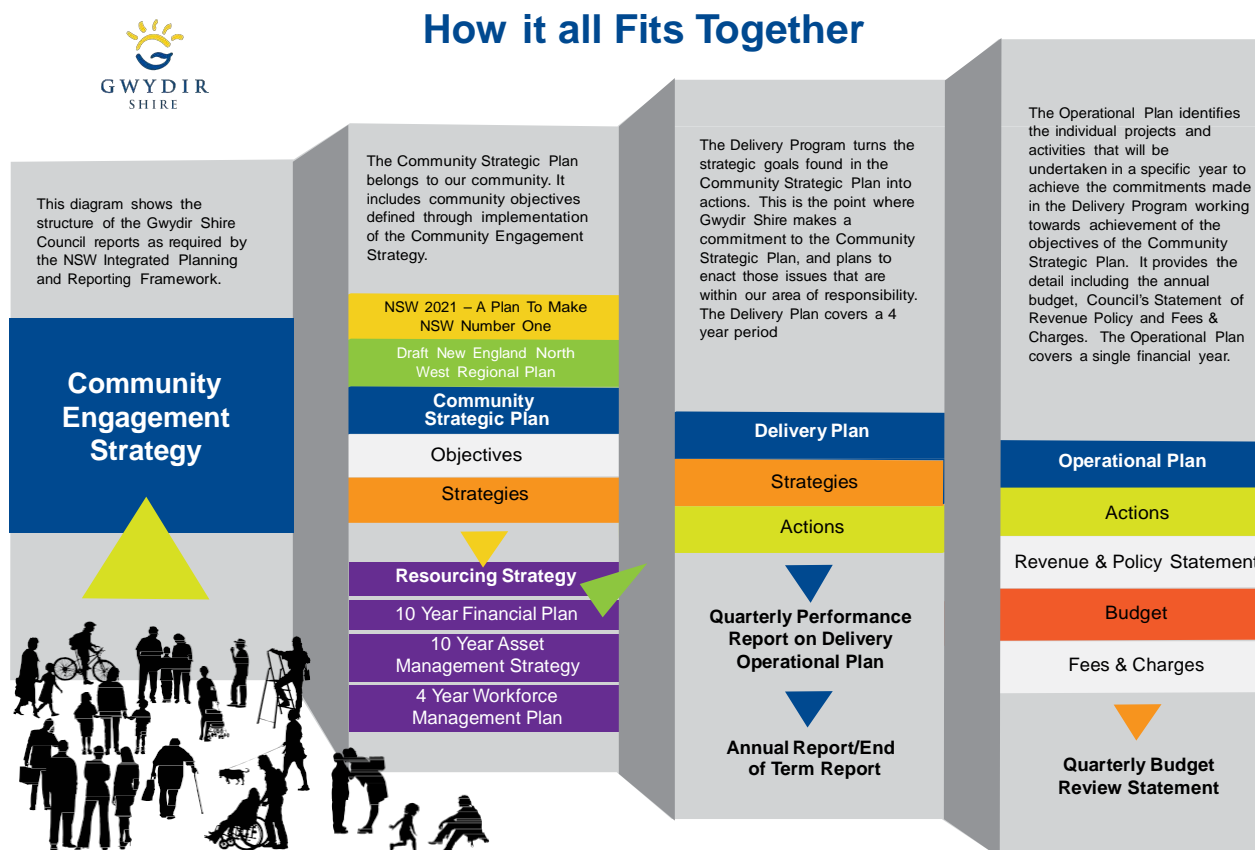 How it all Fits Together
GWYDIR
SHIRE
This diagram shows the
structure of the Gwydir Shire
Council reports as required by
the NSW Integrated Planning
and Reporting Framework.
Community
Engagement
Strategy
The Community Strategic Plan
belongs to our community. It
includes community objectives
defined through implementation
of the Community Engagement
Strategy.
NSW 2021 – A Plan To Make
NSW Number One
Draft New England North
West Regional Plan
Community
Strategic Plan
Objectives
Strategies
Resourcing Strategy
10 Year Financial Plan
10 Year Asset
Management Strategy
4 Year Workforce
Management Plan
The Delivery Program turns the
strategic goals found in the
Community Strategic Plan into
actions. This is the point where
Gwydir Shire makes a
commitment to the Community
Strategic Plan, and plans to
enact those issues that are
within our area of responsibility.
The Delivery Plan covers a 4
year period
Delivery Plan
Strategies
Actions
Quarterly Performance
Report on Delivery
Operational Plan
Annual Report/End
of Term Report
The Operational Plan identifies
the individual projects and
activities that will be
undertaken in a specific year to
achieve the commitments made
in the Delivery Program working
towards achievement of the
objectives of the Community
Strategic Plan. It provides the
detail including the annual
budget, Council's Statement of
Revenue Policy and Fees &
Charges. The Operational Plan
covers a single financial year.
Operational Plan
Actions
Revenue & Policy Statement
Budget
Fees & Charges
Quarterly Budget
Review Statement